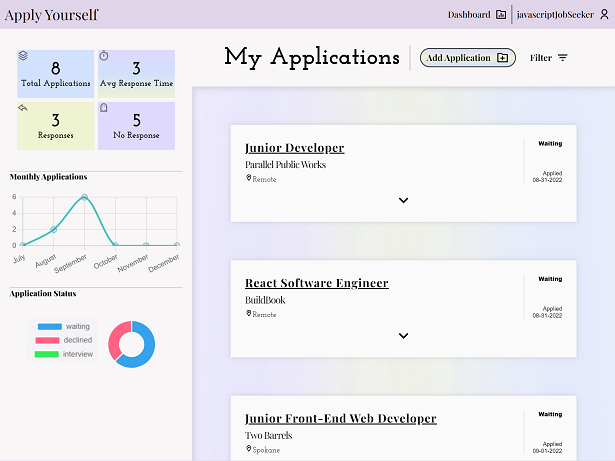 Apply Yourself
Dashboard
javascriptJobSeeker
8
Total Applications
3
Avg Response Time
3
Responses
5
No Response
My Applications
Add Application
Filter
Monthly Applications
6
4
2
0
July
August
September
October
November
December
Application Status
waiting
declined
interview
Junior Developer
Parallel Public Works
Remote
Waiting
Applied
08-31-2022
React Software Engineer
BuildBook
Remote
Waiting
Applied
08-31-2022
Junior Front-End Web Developer
Two Barrels
Spokane
Waiting
Applied
09-01-2022